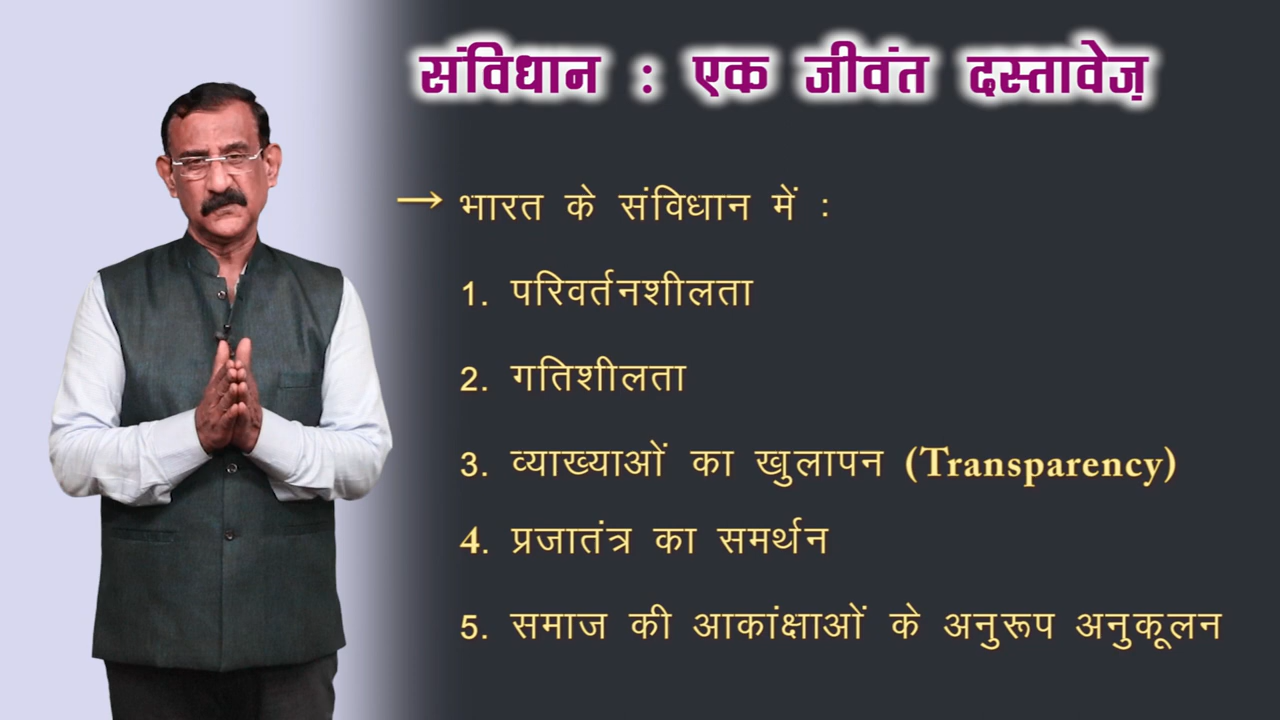 संविधान : एक जीवंत दस्तावेज़
→ भारत के संविधान में :
1. परिवर्तनशीलता
2. गतिशीलता
3. व्याख्याओं का खुलापन (Transparency)
4. प्रजातंत्र का समर्थन
5. समाज की आकांक्षाओं के अनुरूप अनुकूलन